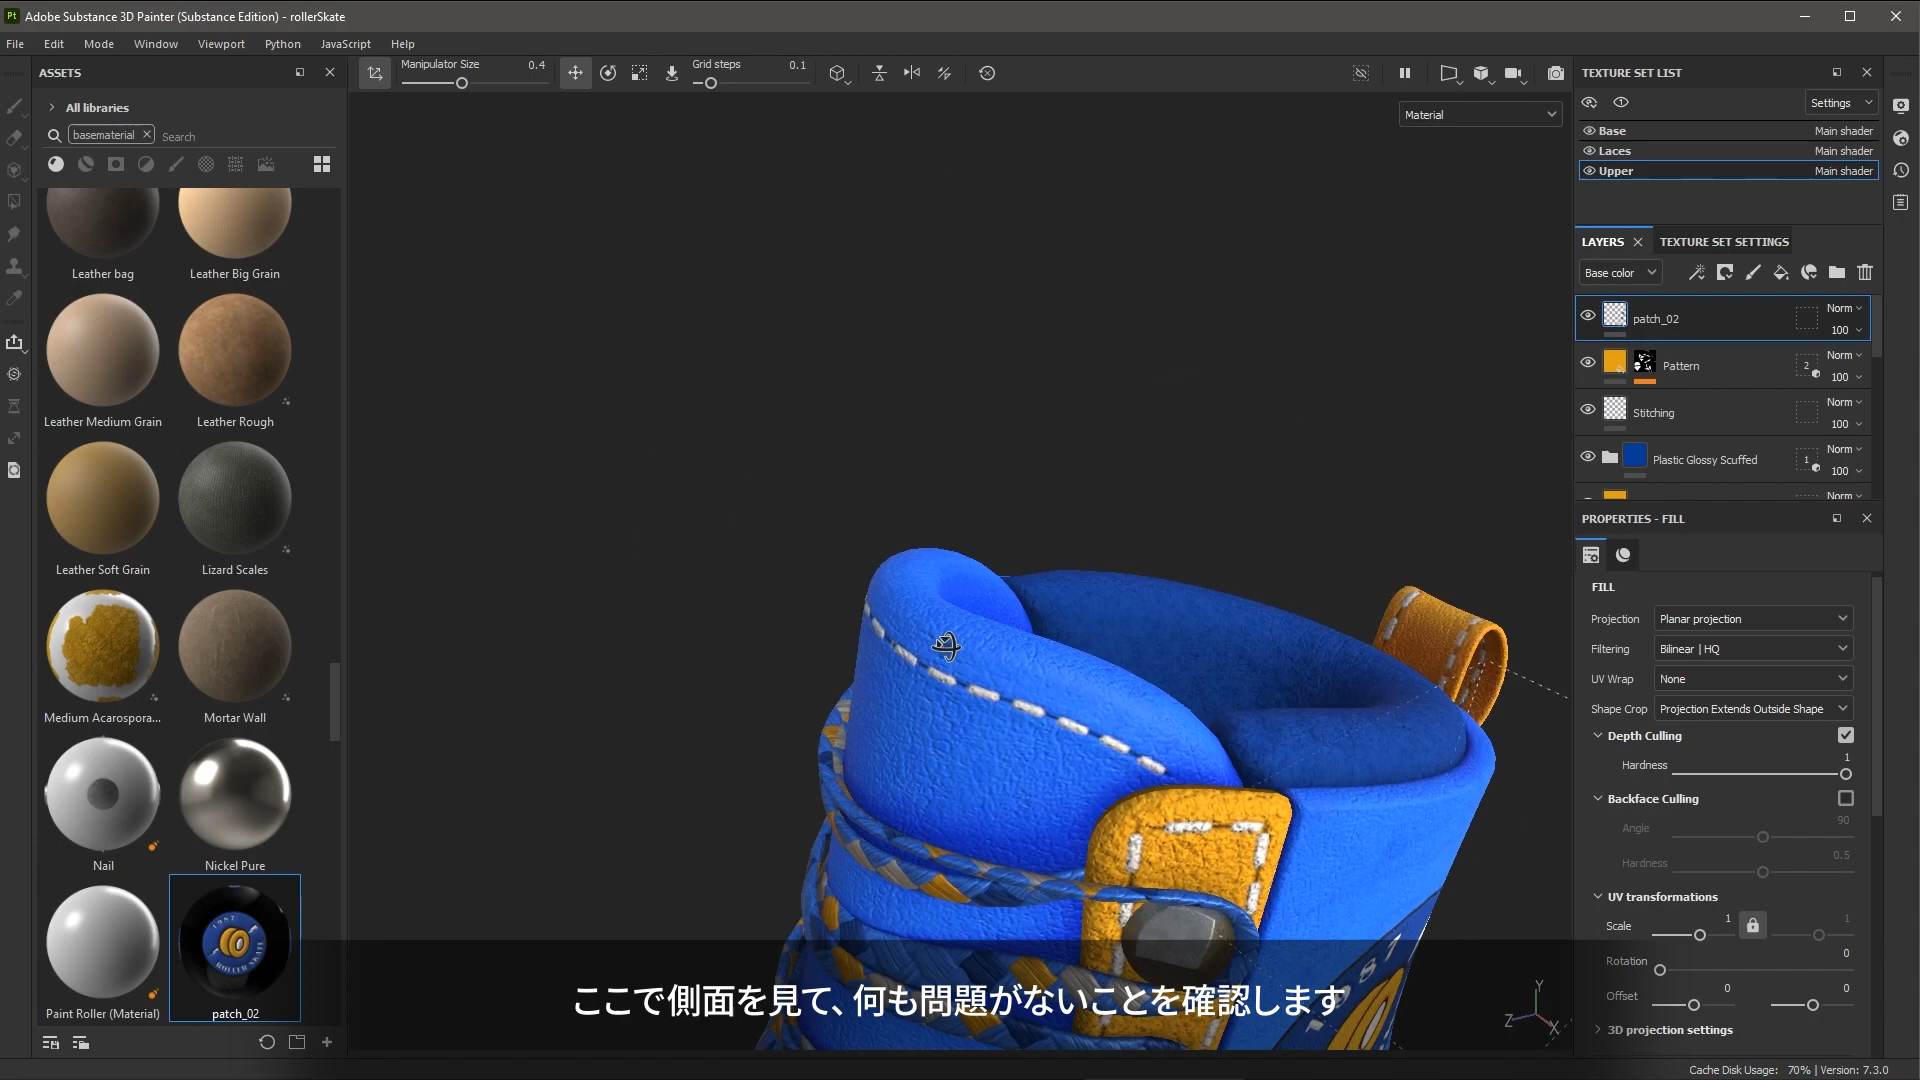 Adobe Substance 3D Painter (Substance Edition) - rollerSkate
File Edit Mode Window Viewport Python JavaScript Help
ASSETS
All libraries
basematerial Search
Leather bag
Leather Big Grain
Leather Medium Grain
Leather Rough
Leather Soft Grain
Lizard Scales
Medium Acarospora...
Mortar Wall
Nail
Nickel Pure
1987
ROLLER SKATE
Paint Roller (Material)
patch_02
Manipulator Size 0.4
Grid steps 0.1
Material
81
ここで側面を見て、何も問題がないことを確認します
Y
Z X
TEXTURE SET LIST
Settings
Base Main shader
Laces Main shader
Upper Main shader
LAYERS TEXTURE SET SETTINGS
Base color
patch_02 Norm
100
Pattern 2 Norm
100
Stitching Norm
100
Plastic Glossy Scuffed 1 Norm
100
Norm
PROPERTIES - FILL
FILL
Projection Planar projection
Filtering Bilinear | HQ
UV Wrap None
Shape Crop Projection Extends Outside Shape
Depth Culling
Hardness 1
Backface Culling
Angle 90
Hardness 0.5
UV transformations
Scale 1 1
Rotation 0
Offset 0 0
3D projection settings
Cache Disk Usage: 70% | Version: 7.3.0